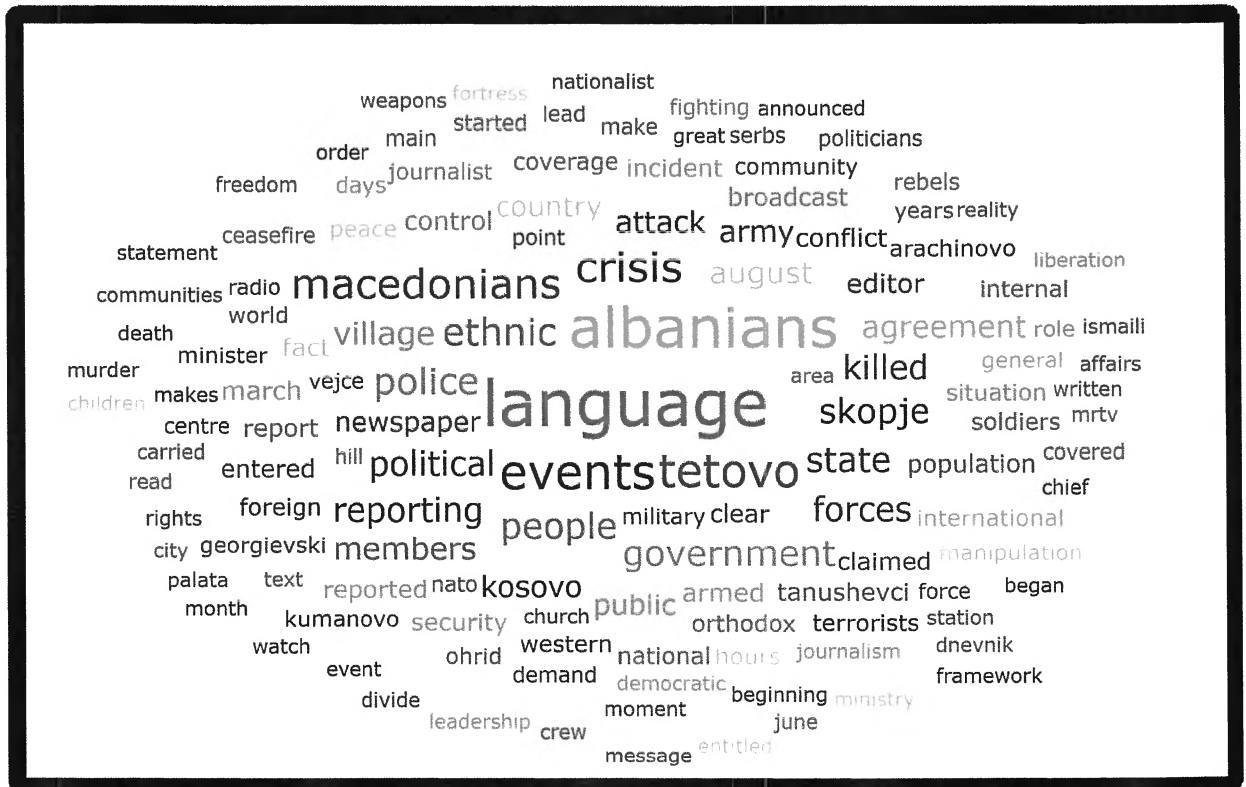 nationalist
weapons fortress
fighting announced
started lead make
main great serbs politicians
order
journalist coverage incident community
freedom days rebels
broadcast
country years reality
ceasefire peace control attack
statement point army conflict arachinovo
crisis august liberation
communities radio macedonians editor internal
world
death village ethnic albanians agreement role ismaili
minister fact
murder area killed general affairs
children makes march vejce police situation written
language skopje soldiers mrtv
centre report newspaper
carried entered hill political events tetovo state population covered
read
chief
rights foreign reporting people military clear forces international
city georgievski members government claimed manipulation
palata text reported nato kosovo armed tanushevci force began
month public
kumanovo security church orthodox terrorists station
watch western dnevnik
ohrid national hours journalism
event demand framework
divide democratic beginning ministry
moment
leadership crew june
message entitled